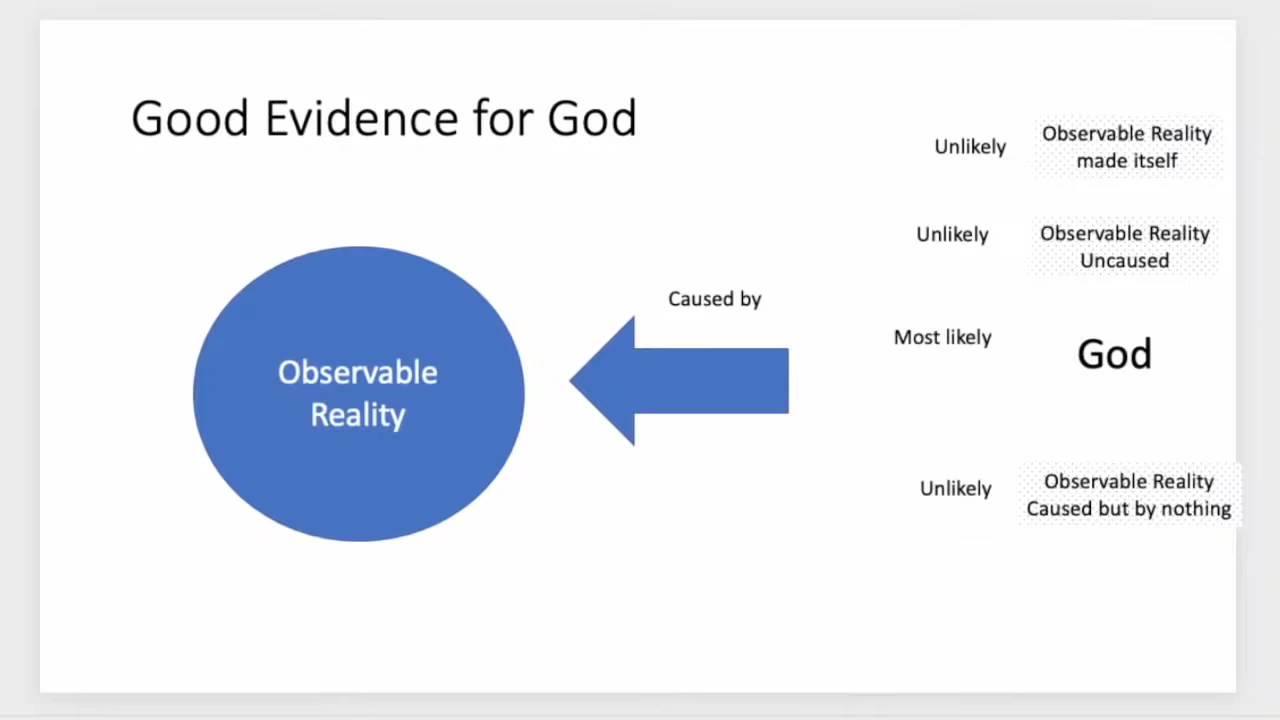 Good Evidence for God
Unlikely
Observable Reality
made itself
Unlikely
Observable Reality
Uncaused
Caused by
Most likely
God
Observable
Reality
Unlikely
Observable Reality
Caused but by nothing